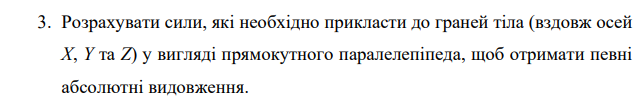 3. Розрахувати сили, які необхідно прикласти до граней тіла (вздовж осей
X, Y та Z) у вигляді прямокутного паралелепіпеда, щоб отримати певні
абсолютні видовження.